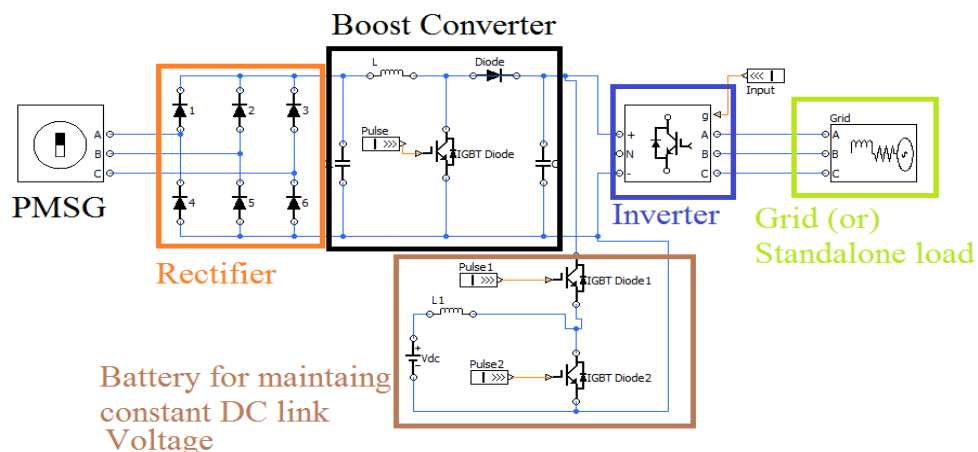 Boost Converter
L
Diode
1
2
3
Pulse
IGBT Diode
C
A
B
C
PMSG
4
5
6
Rectifier
+
N
-
g
A
B
C
Inverter
<<< I
Input
Grid
A
B
C
S
Grid (or)
Standalone load
Pulse1
I >>>
IGBT Diode1
L1
+
Vdc
−
Pulse2
I >>>
IGBT Diode2
Battery for maintaing
constant DC link
Voltage